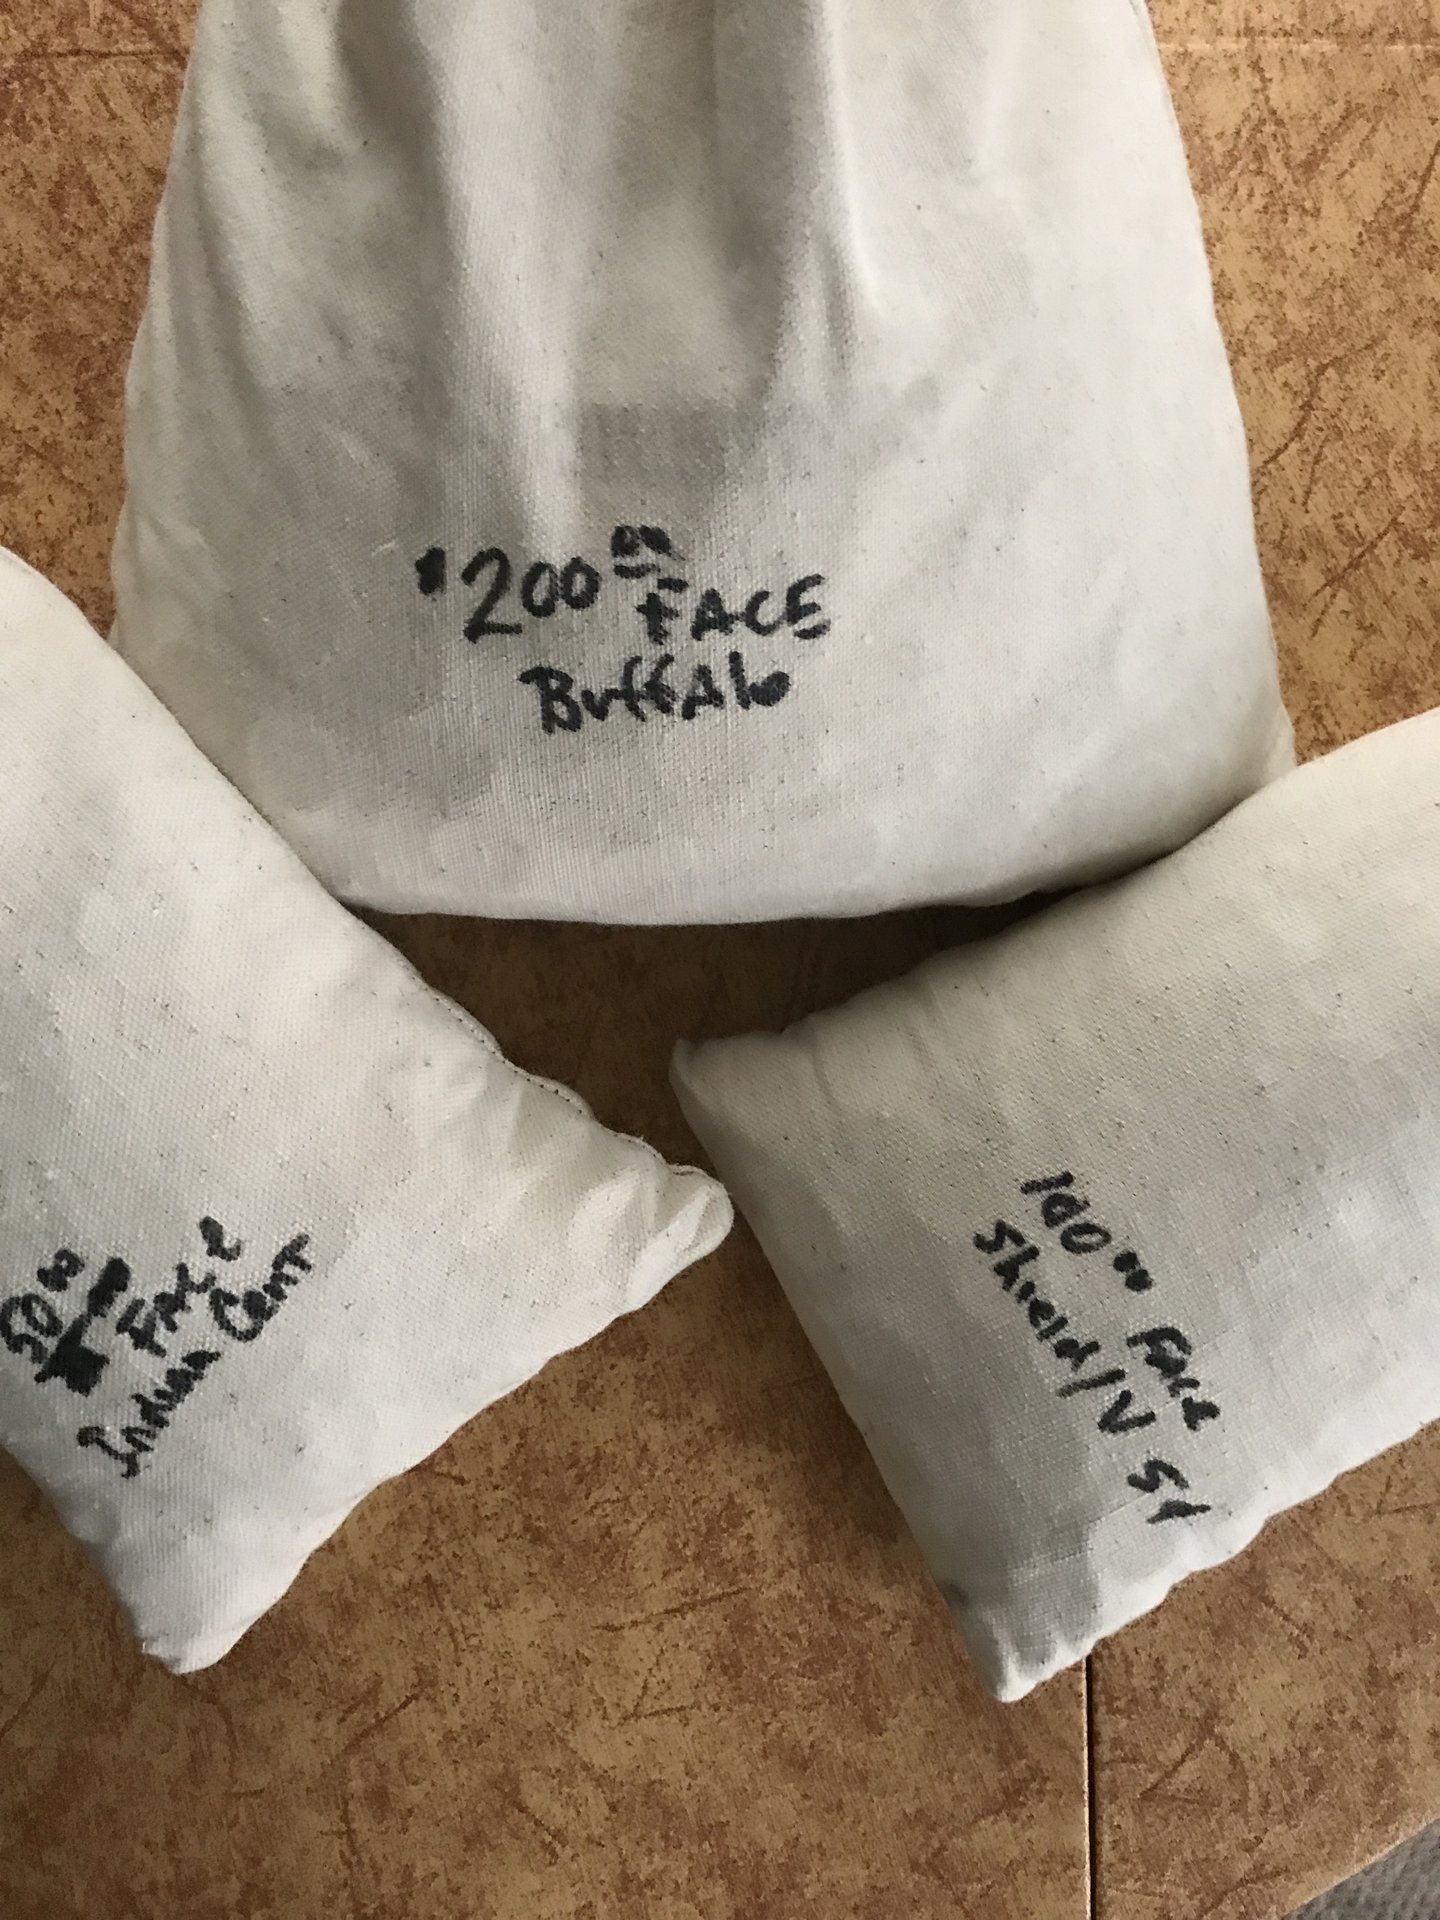 $200.00 FACE
Buffalo
50.00 Face
Indian Cent
100.00 Face
Shield/V 5¢